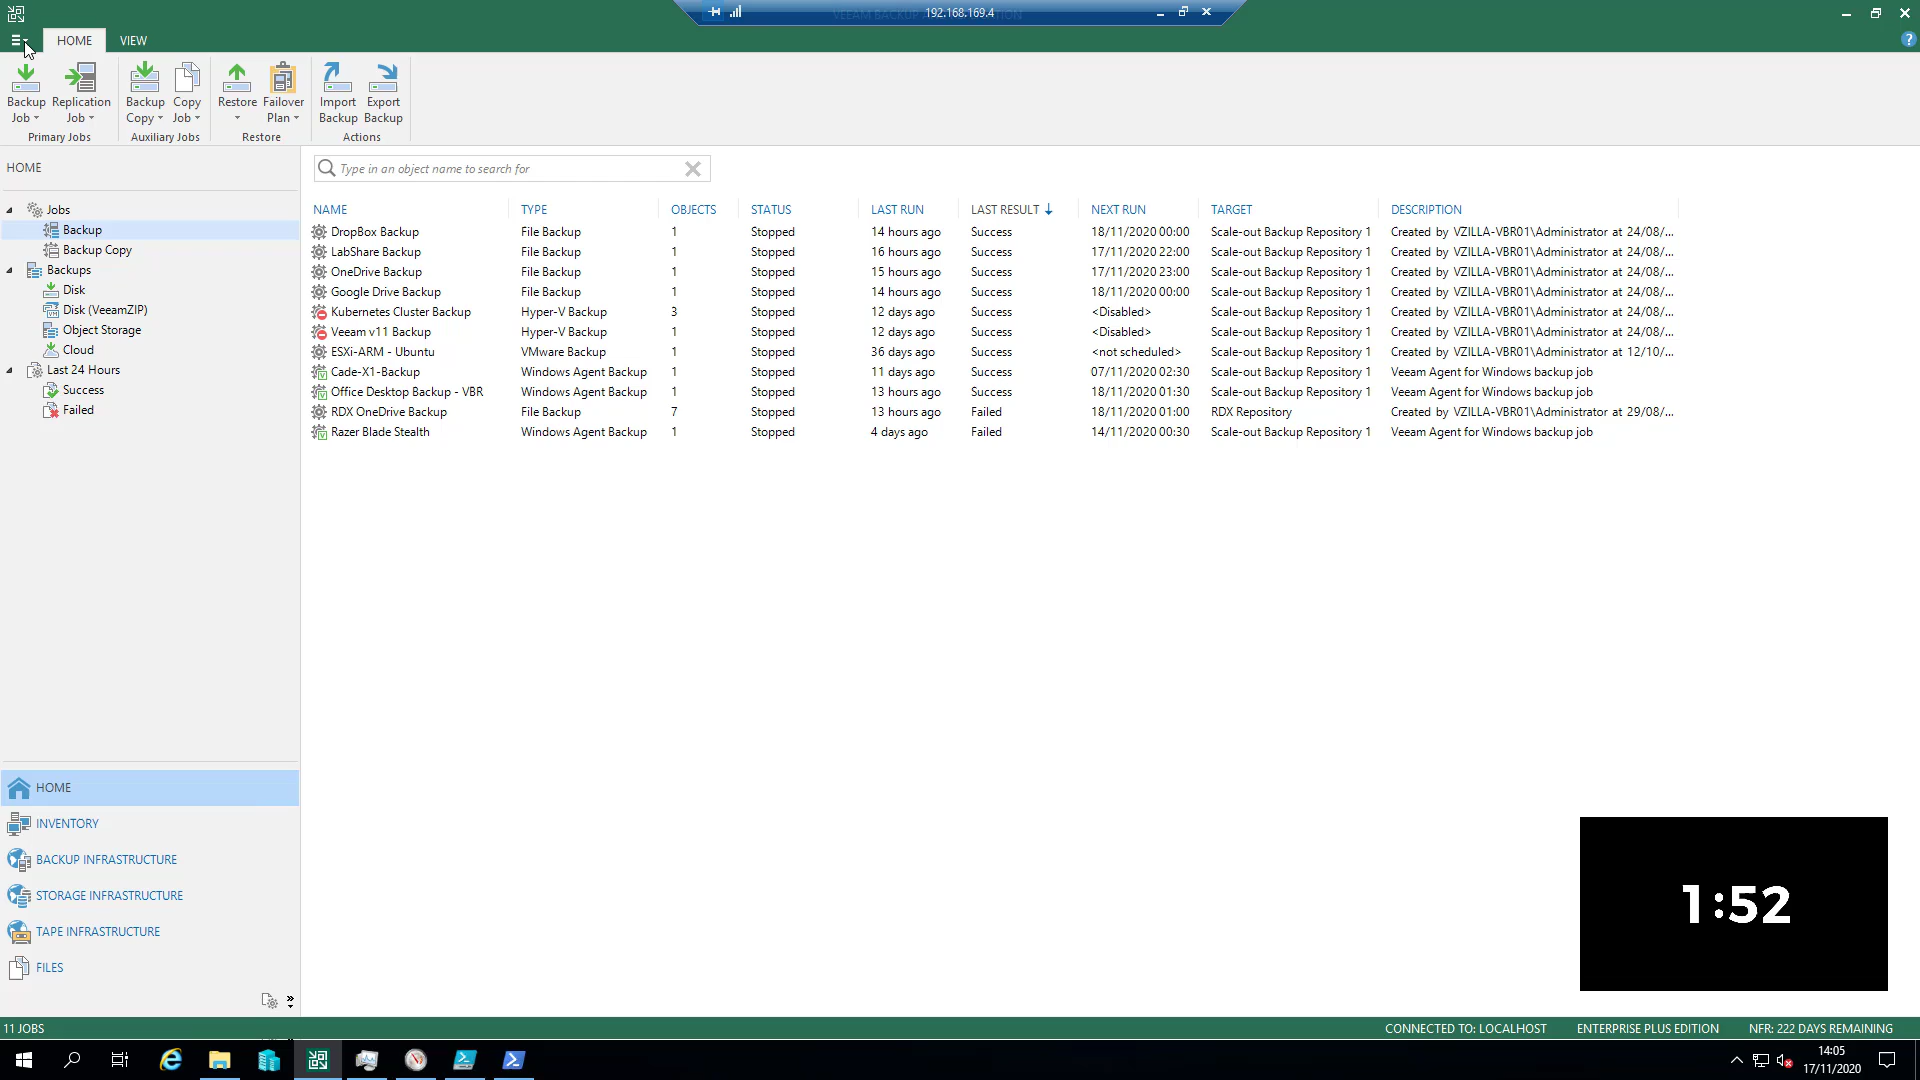 192.168.169.4
HOME VIEW
Backup Job Replication Job Backup Copy Copy Job Restore Failover Plan Import Backup Export Backup
Primary Jobs Auxiliary Jobs Restore Actions
HOME
Type in an object name to search for
Jobs
Backup
Backup Copy
Backups
Disk
Disk (VeeamZIP)
Object Storage
Cloud
Last 24 Hours
Success
Failed
NAME TYPE OBJECTS STATUS LAST RUN LAST RESULT NEXT RUN TARGET DESCRIPTION
DropBox Backup File Backup 1 Stopped 14 hours ago Success 18/11/2020 00:00 Scale-out Backup Repository 1 Created by VZILLA-VBR01\Administrator at 24/08/...
LabShare Backup File Backup 1 Stopped 16 hours ago Success 17/11/2020 22:00 Scale-out Backup Repository 1 Created by VZILLA-VBR01\Administrator at 24/08/...
OneDrive Backup File Backup 1 Stopped 15 hours ago Success 17/11/2020 23:00 Scale-out Backup Repository 1 Created by VZILLA-VBR01\Administrator at 24/08/...
Google Drive Backup File Backup 1 Stopped 14 hours ago Success 18/11/2020 00:00 Scale-out Backup Repository 1 Created by VZILLA-VBR01\Administrator at 24/08/...
Kubernetes Cluster Backup Hyper-V Backup 3 Stopped 12 days ago Success <Disabled> Scale-out Backup Repository 1 Created by VZILLA-VBR01\Administrator at 24/08/...
Veeam v11 Backup Hyper-V Backup 1 Stopped 12 days ago Success <Disabled> Scale-out Backup Repository 1 Created by VZILLA-VBR01\Administrator at 24/08/...
ESXi-ARM - Ubuntu VMware Backup 1 Stopped 36 days ago Success <not scheduled> Scale-out Backup Repository 1 Created by VZILLA-VBR01\Administrator at 12/10/...
Cade-X1-Backup Windows Agent Backup 1 Stopped 11 days ago Success 07/11/2020 02:30 Scale-out Backup Repository 1 Veeam Agent for Windows backup job
Office Desktop Backup - VBR Windows Agent Backup 1 Stopped 13 hours ago Success 18/11/2020 01:30 Scale-out Backup Repository 1 Veeam Agent for Windows backup job
RDX OneDrive Backup File Backup 7 Stopped 13 hours ago Failed 18/11/2020 01:00 RDX Repository Created by VZILLA-VBR01\Administrator at 29/08/...
Razer Blade Stealth Windows Agent Backup 1 Stopped 4 days ago Failed 14/11/2020 00:30 Scale-out Backup Repository 1 Veeam Agent for Windows backup job
HOME
INVENTORY
BACKUP INFRASTRUCTURE
STORAGE INFRASTRUCTURE
TAPE INFRASTRUCTURE
FILES
1:52
11 JOBS CONNECTED TO: LOCALHOST ENTERPRISE PLUS EDITION NFR: 222 DAYS REMAINING
14:05
17/11/2020